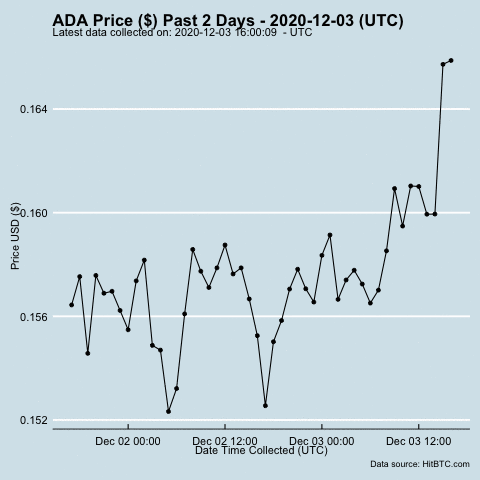 ADA Price ($) Past 2 Days - 2020-12-03 (UTC)
Latest data collected on: 2020-12-03 16:00:09  - UTC
0.164
0.160
0.156
0.152
Price USD ($)
Dec 02 00:00
Dec 02 12:00
Dec 03 00:00
Dec 03 12:00
Date Time Collected (UTC)
Data source: HitBTC.com